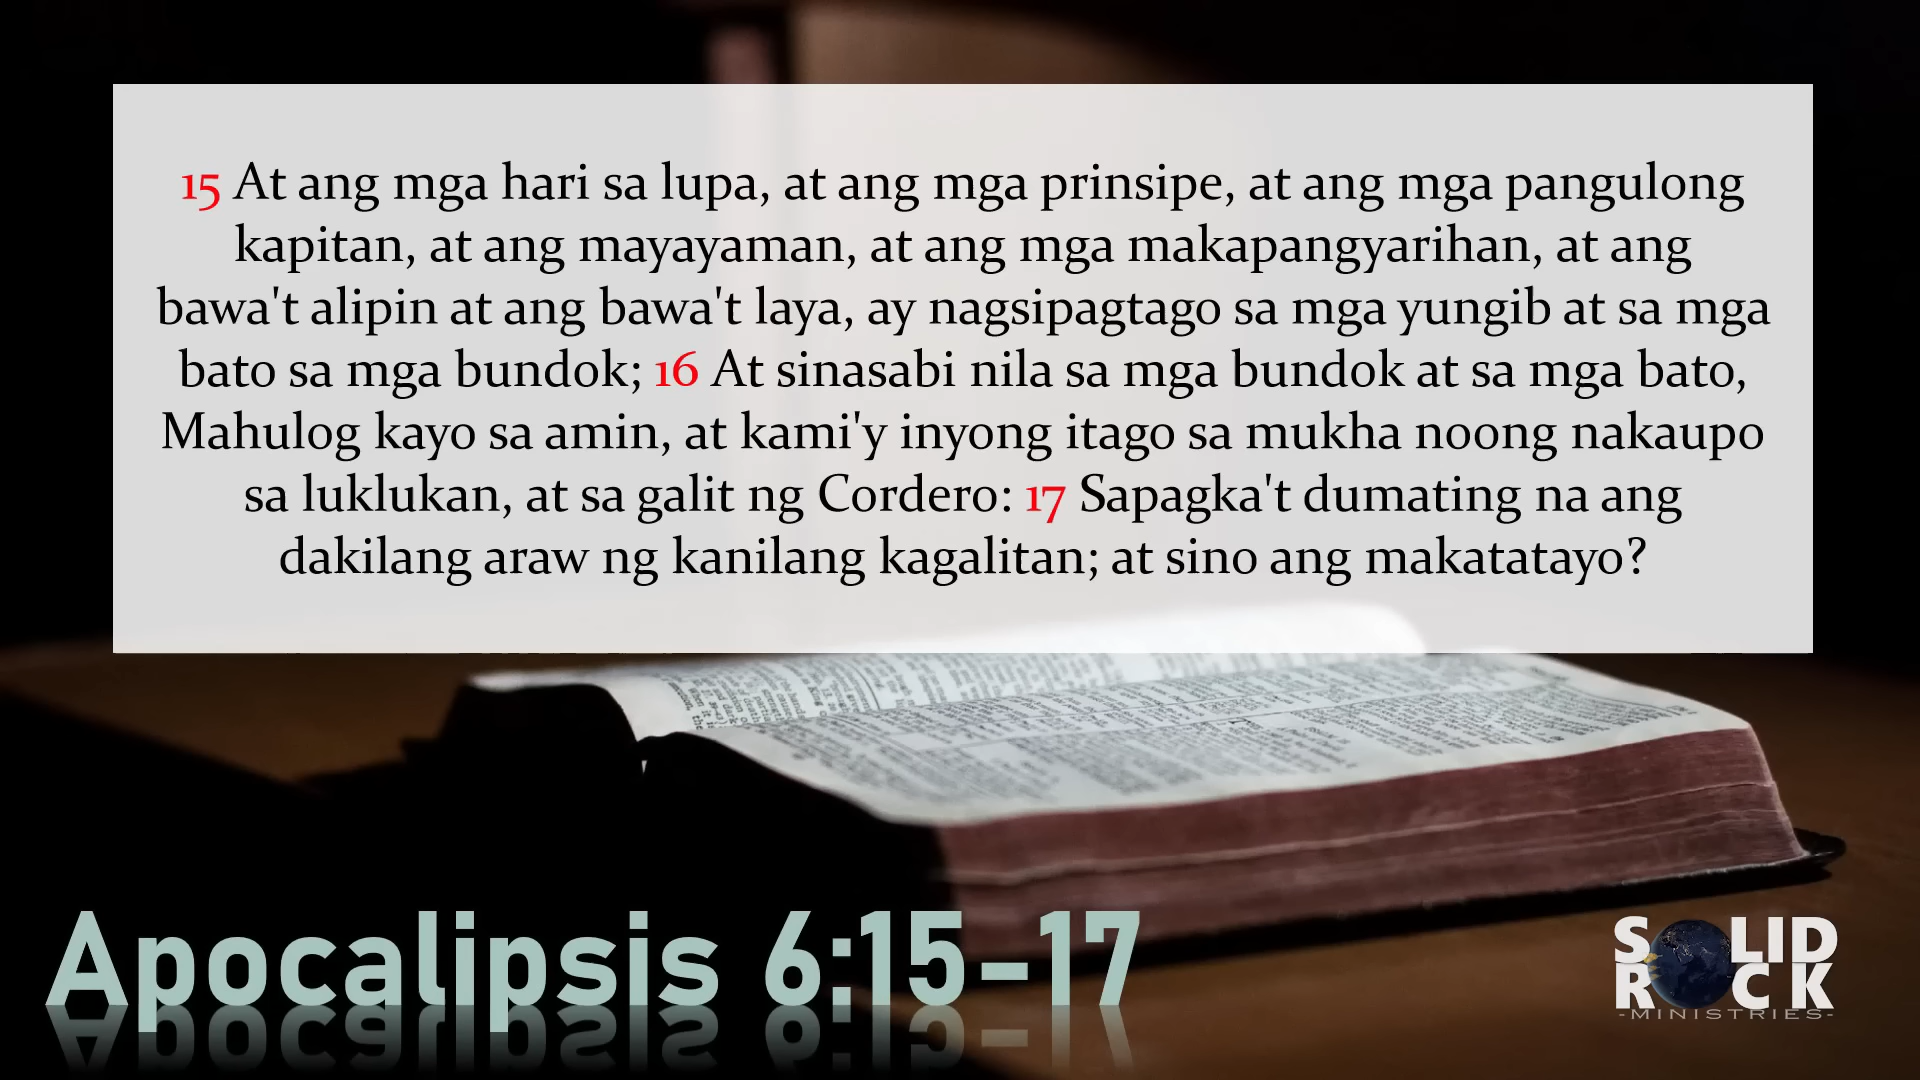 15 At ang mga hari sa lupa, at ang mga prinsipe, at ang mga pangulong
kapitan, at ang mayayaman, at ang mga makapangyarihan, at ang
bawa't alipin at ang bawa't laya, ay nagsipagtago sa mga yungib at sa mga
bato sa mga bundok; 16 At sinasabi nila sa mga bundok at sa mga bato,
Mahulog kayo sa amin, at kami'y inyong itago sa mukha noong nakaupo
sa luklukan, at sa galit ng Cordero: 17 Sapagka't dumating na ang
dakilang araw ng kanilang kagalitan; at sino ang makatatayo?
Apocalipsis 6:15-17
SOLID
ROCK
-MINISTRIES-